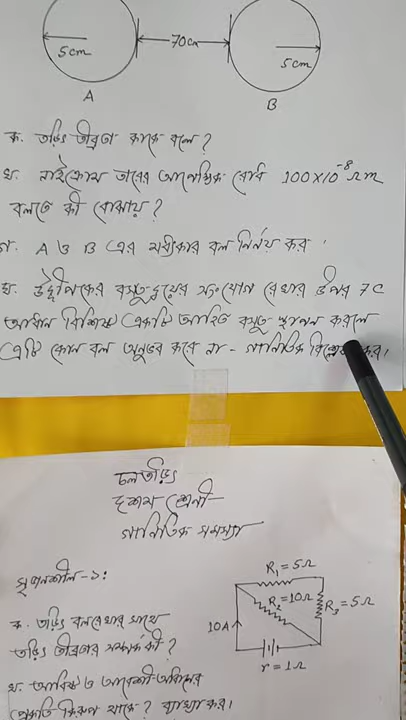 5cm
70cm
5cm
A
B
ক. তড়িৎ তীব্রতা কাকে বলে?
খ. নাইক্রোম তারের আপেক্ষিক রোধ 100×10⁻⁸ Ωm
বলতে কী বোঝায়?
গ. A ও B এর মধ্যকার বল নির্ণয় কর।
ঘ. উদ্দীপকের বস্তুদ্বয়ের সংযোগ রেখার উপর 7C
আধান বিশিষ্ট একটি আহিত বস্তু স্থাপন করলে
এটি কোন বল অনুভব করবে না - গাণিতিক বিশ্লেষণ কর।
চলতড়িৎ
দশম শ্রেনী
গাণিতিক সমস্যা
সৃজনশীল-১:
R₁ = 5Ω
R₂ = 10Ω
R₃ = 5Ω
10A
r = 1Ω
ক. তড়িৎ বলরেখার সাথে
তড়িৎ তীব্রতার সম্পর্ক কী?
খ. আবিষ্ট ও আবেশী আধানের
প্রকৃতি কিরূপ থাকে? ব্যাখ্যা কর।